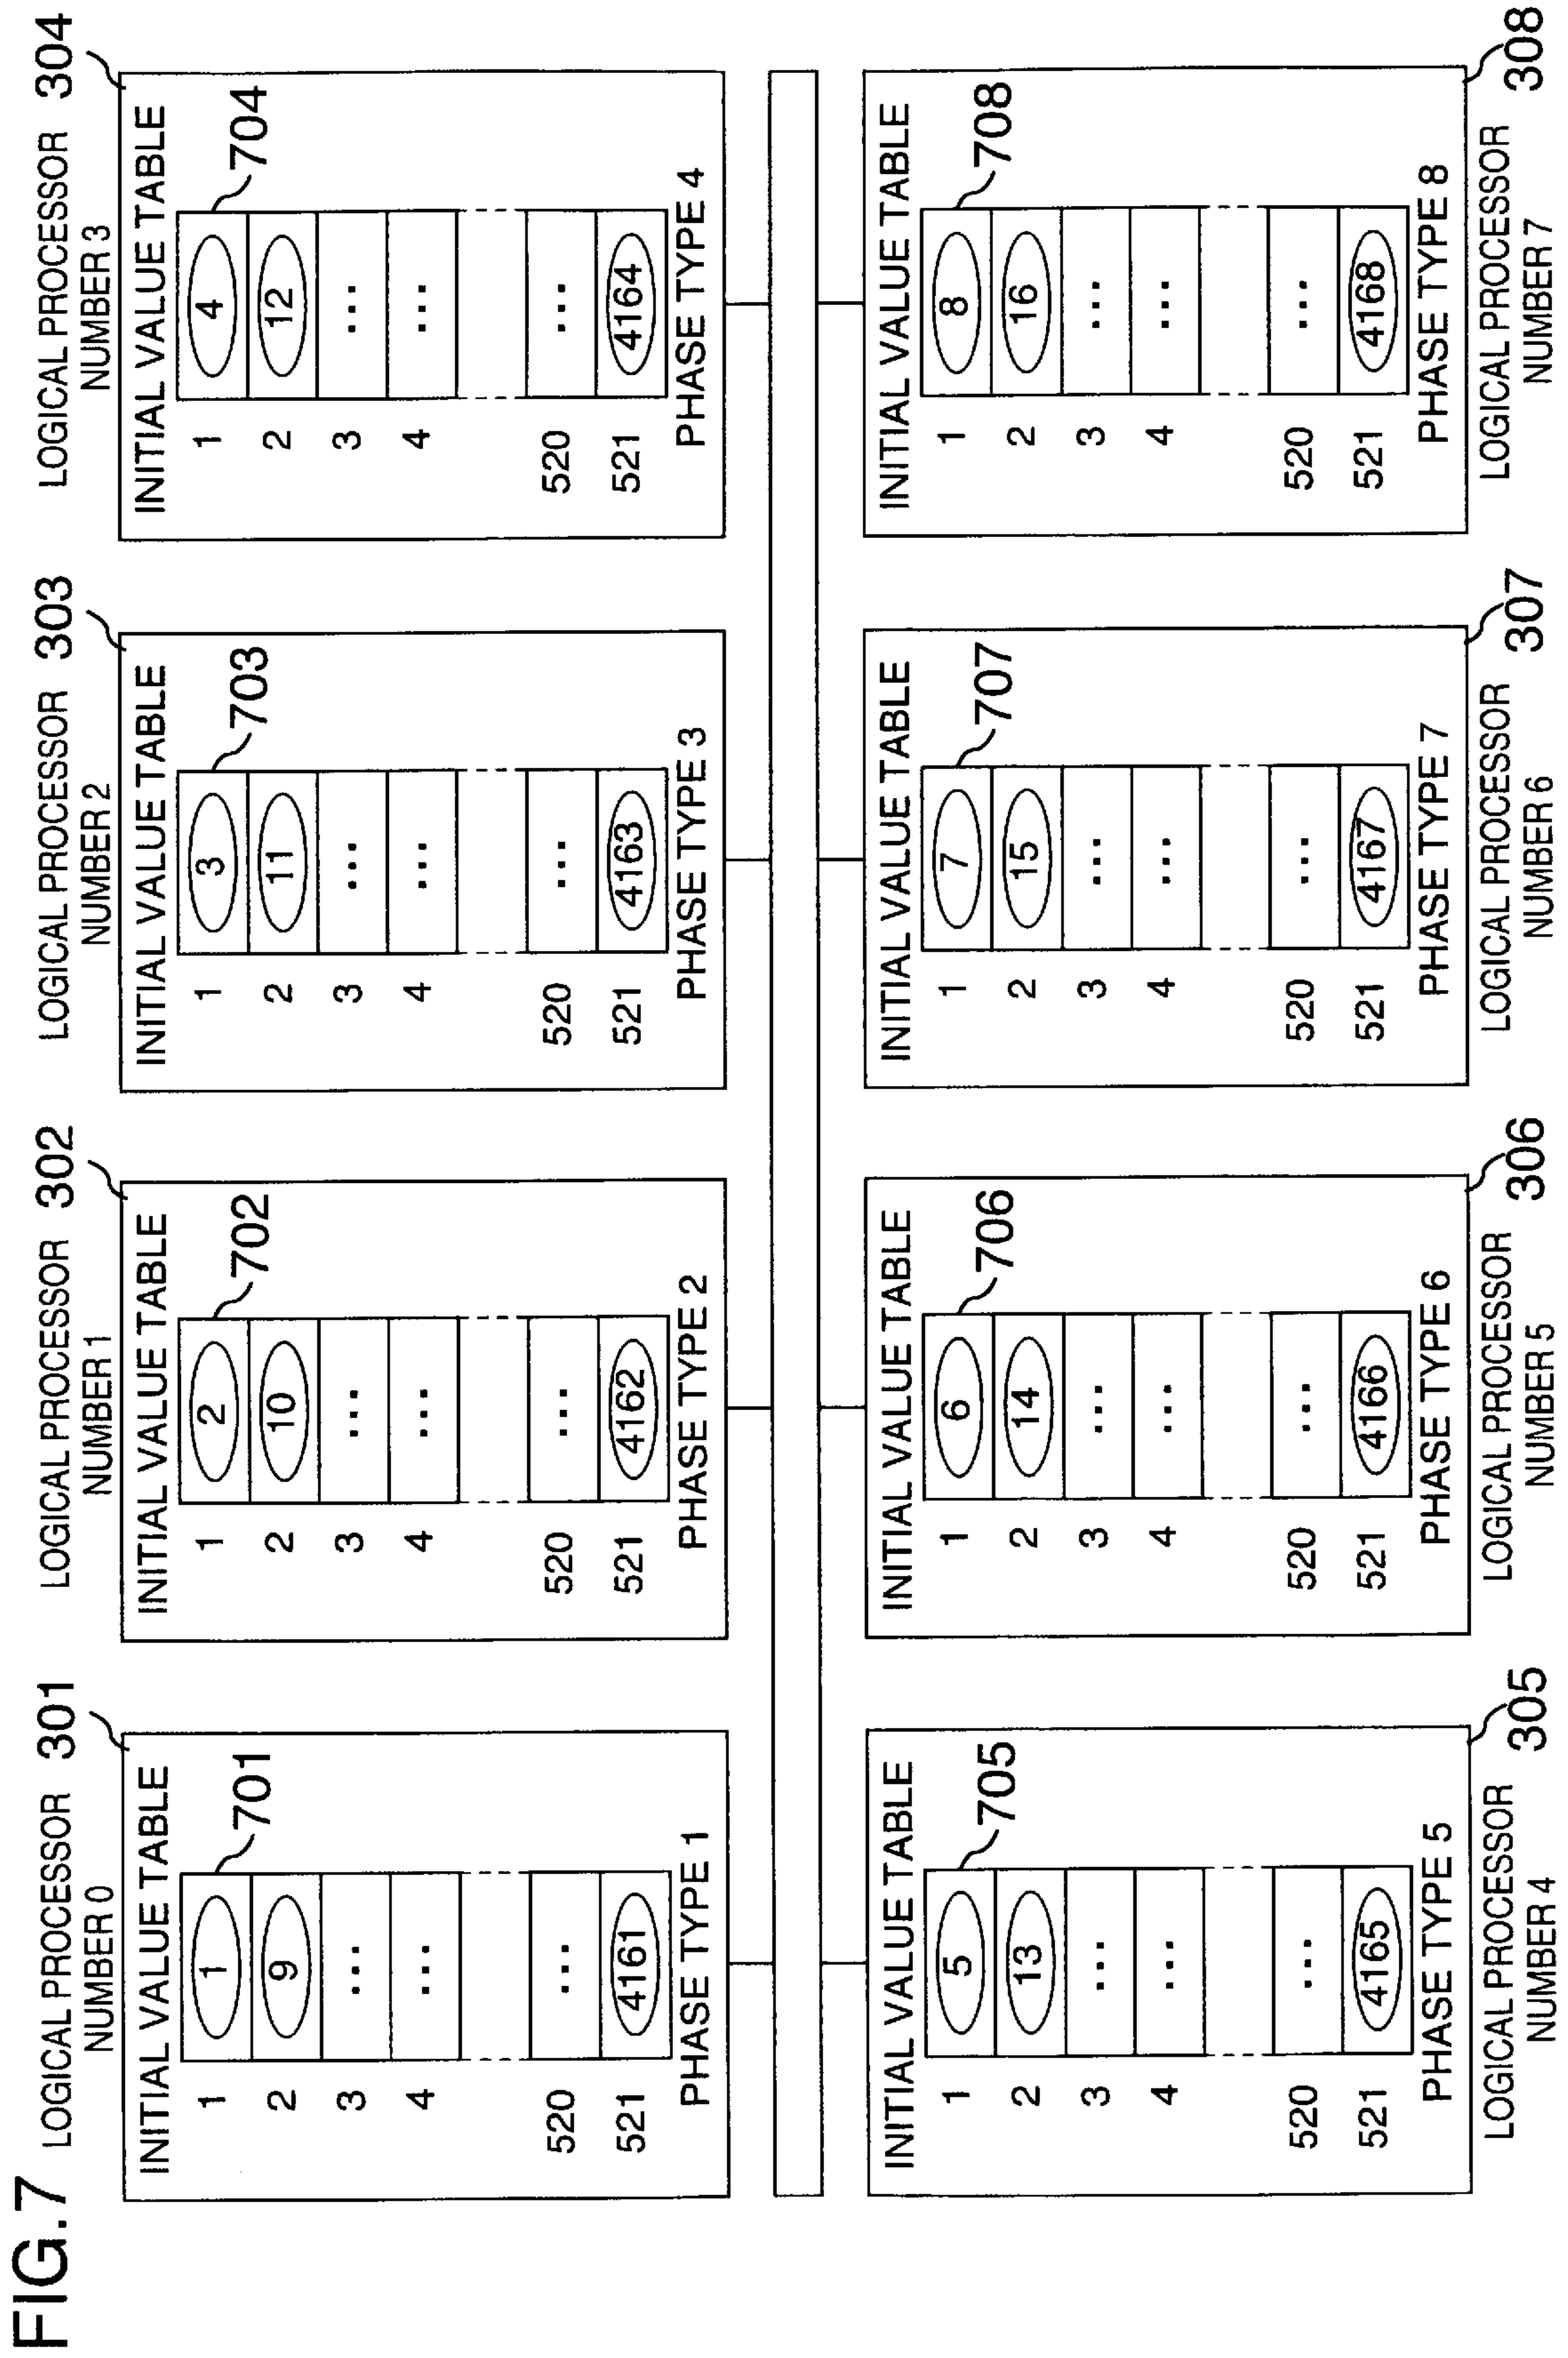 FIG.7
LOGICAL PROCESSOR 301
NUMBER 0
INITIAL VALUE TABLE
701
1 1
2 9
3 ...
4 ...
520 ...
521 4161
PHASE TYPE 1
LOGICAL PROCESSOR 302
NUMBER 1
INITIAL VALUE TABLE
702
1 2
2 10
3 ...
4 ...
520 ...
521 4162
PHASE TYPE 2
LOGICAL PROCESSOR 303
NUMBER 2
INITIAL VALUE TABLE
703
1 3
2 11
3 ...
4 ...
520 ...
521 4163
PHASE TYPE 3
LOGICAL PROCESSOR 304
NUMBER 3
INITIAL VALUE TABLE
704
1 4
2 12
3 ...
4 ...
520 ...
521 4164
PHASE TYPE 4
INITIAL VALUE TABLE
705
1 5
2 13
3 ...
4 ...
520 ...
521 4165
PHASE TYPE 5
LOGICAL PROCESSOR 305
NUMBER 4
INITIAL VALUE TABLE
706
1 6
2 14
3 ...
4 ...
520 ...
521 4166
PHASE TYPE 6
LOGICAL PROCESSOR 306
NUMBER 5
INITIAL VALUE TABLE
707
1 7
2 15
3 ...
4 ...
520 ...
521 4167
PHASE TYPE 7
LOGICAL PROCESSOR 307
NUMBER 6
INITIAL VALUE TABLE
708
1 8
2 16
3 ...
4 ...
520 ...
521 4168
PHASE TYPE 8
LOGICAL PROCESSOR 308
NUMBER 7